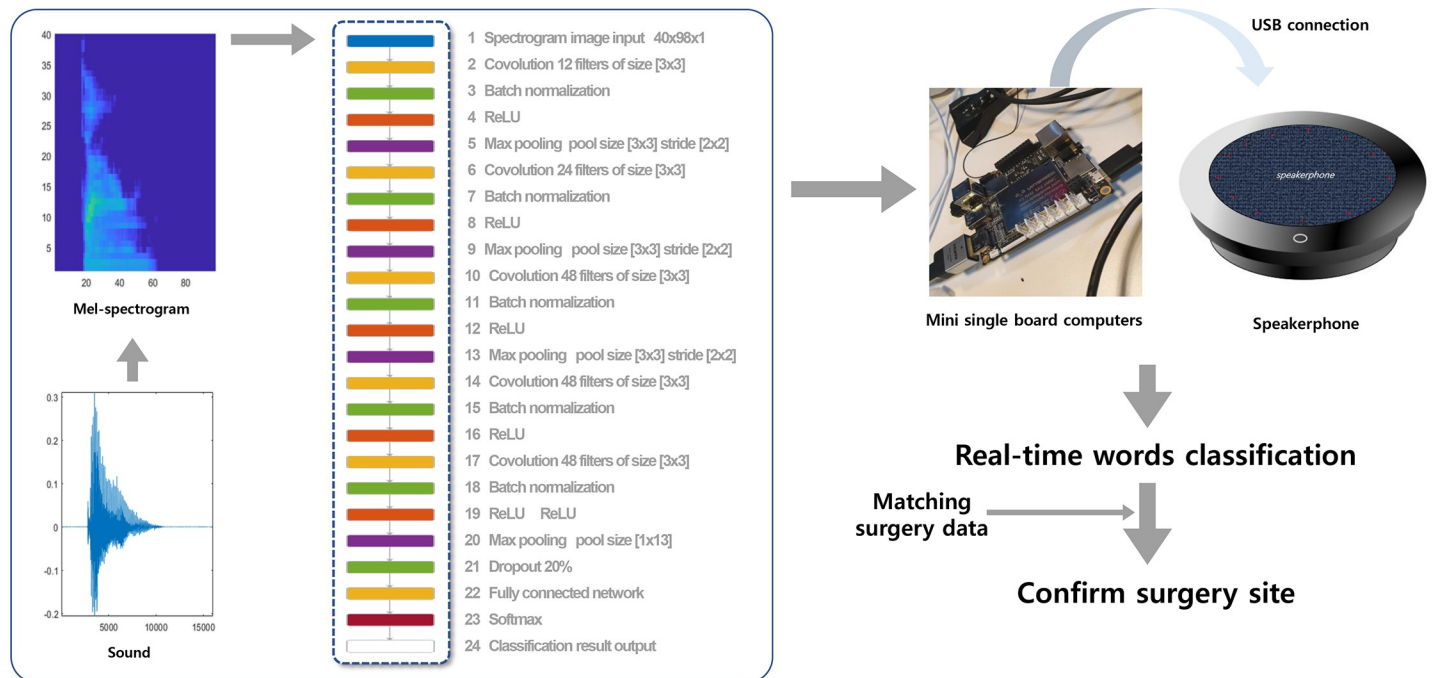 40
35
30
25
20
15
10
5
20 40 60 80
Mel-spectrogram
0.3
0.2
0.1
0
-0.1
-0.2
5000 10000 15000
Sound
1 Spectrogram image input 40x98x1
2 Covolution 12 filters of size [3x3]
3 Batch normalization
4 ReLU
5 Max pooling pool size [3x3] stride [2x2]
6 Covolution 24 filters of size [3x3]
7 Batch normalization
8 ReLU
9 Max pooling pool size [3x3] stride [2x2]
10 Covolution 48 filters of size [3x3]
11 Batch normalization
12 ReLU
13 Max pooling pool size [3x3] stride [2x2]
14 Covolution 48 filters of size [3x3]
15 Batch normalization
16 ReLU
17 Covolution 48 filters of size [3x3]
18 Batch normalization
19 ReLU ReLU
20 Max pooling pool size [1x13]
21 Dropout 20%
22 Fully connected network
23 Softmax
24 Classification result output
USB connection
speakerphone
Mini single board computers
Speakerphone
Real-time words classification
Matching
surgery data
Confirm surgery site